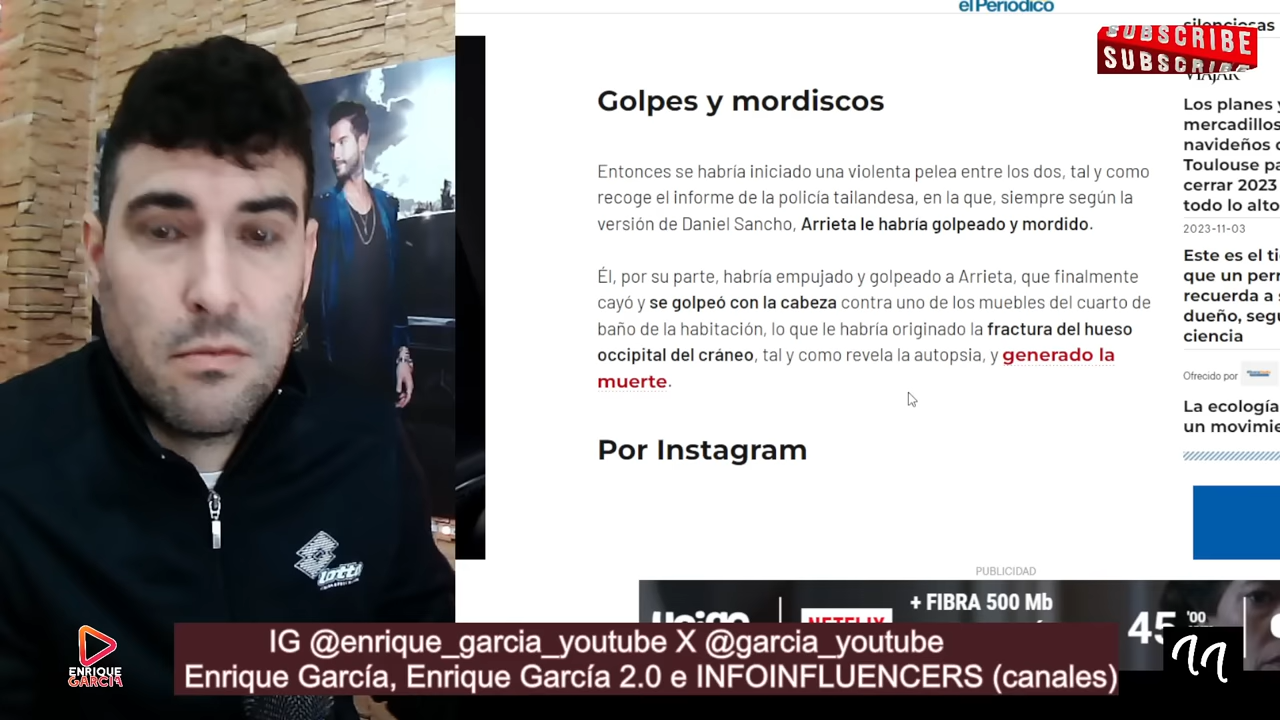 elPeriódico
silenciosas
SUBSCRIBE
SUBSCRIBE
VIAJAR
Golpes y mordiscos
Los planes y
mercadillos
navideños d
Toulouse pa
cerrar 2023
todo lo alto
2023-11-03
Entonces se habría iniciado una violenta pelea entre los dos, tal y como
recoge el informe de la policía tailandesa, en la que, siempre según la
versión de Daniel Sancho, Arrieta le habría golpeado y mordido.
Este es el ti
que un perr
recuerda a s
dueño, segú
ciencia
Él, por su parte, habría empujado y golpeado a Arrieta, que finalmente
cayó y se golpeó con la cabeza contra uno de los muebles del cuarto de
baño de la habitación, lo que le habría originado la fractura del hueso
occipital del cráneo, tal y como revela la autopsia, y generado la
muerte.
Ofrecido por
La ecología
un movimie
Por Instagram
PUBLICIDAD
+ FIBRA 500 Mb
NETFLIX
45'00
lotto
ENRIQUE
GARCÍA
IG @enrique_garcia_youtube X @garcia_youtube
Enrique García, Enrique García 2.0 e INFOINFLUENCERS (canales)